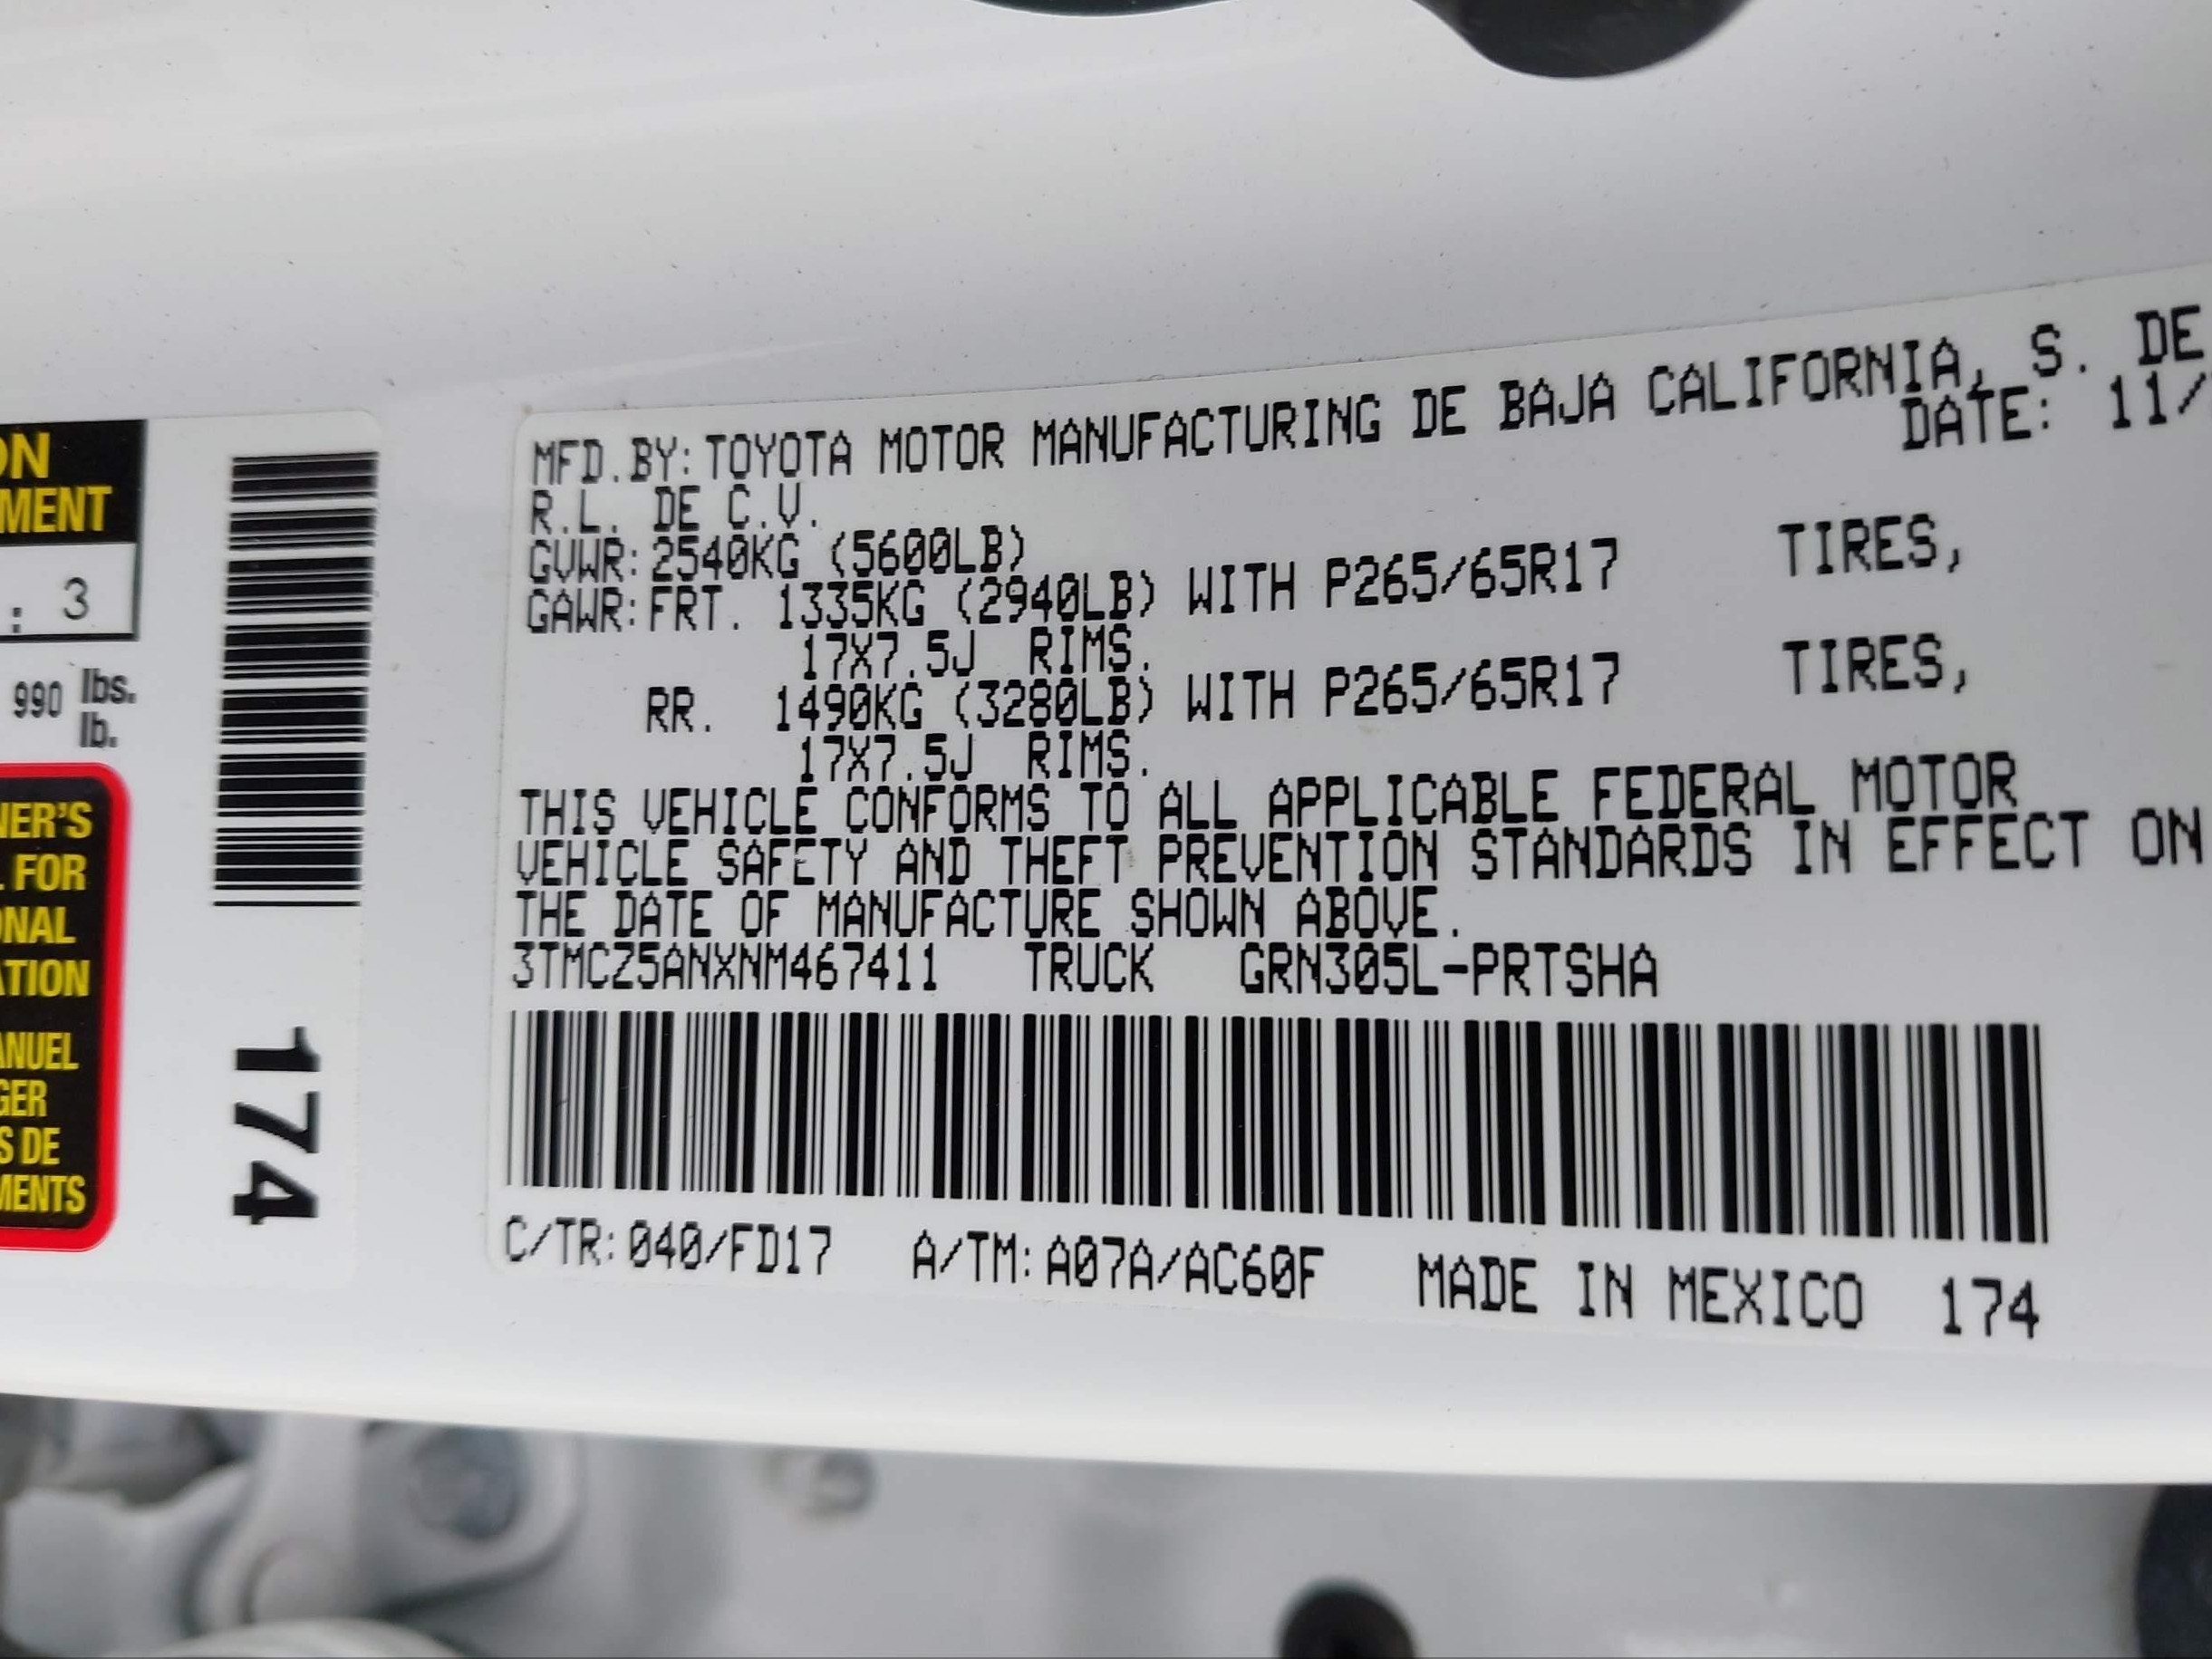 ON
MENT
: 3
990 lbs.
lb.
NER'S
FOR
ONAL
ATION
ANUEL
GER
S DE
MENTS
174
MFD.BY:TOYOTA MOTOR MANUFACTURING DE BAJA CALIFORNIA, S. DE
R.L. DE C.V.
DATE: 11/
GVWR:2540KG (5600LB)
GAWR:FRT. 1335KG (2940LB) WITH P265/65R17 TIRES,
17X7.5J RIMS.
RR. 1490KG (3280LB) WITH P265/65R17 TIRES,
17X7.5J RIMS.
THIS VEHICLE CONFORMS TO ALL APPLICABLE FEDERAL MOTOR
VEHICLE SAFETY AND THEFT PREVENTION STANDARDS IN EFFECT ON
THE DATE OF MANUFACTURE SHOWN ABOVE.
3TMCZ5ANXNM467411 TRUCK GRN305L-PRTSHA
C/TR:040/FD17 A/TM:A07A/AC60F MADE IN MEXICO 174